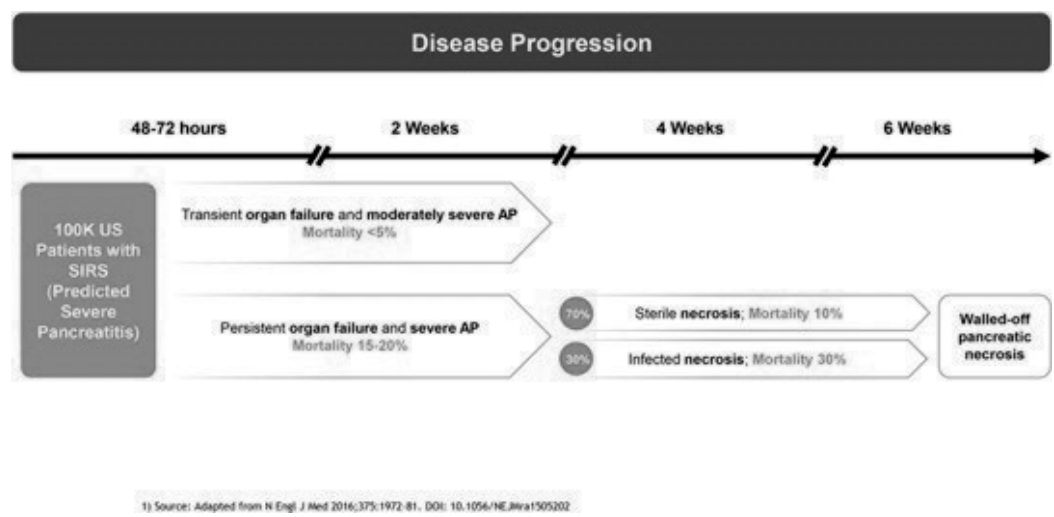 Disease Progression
48-72 hours
2 Weeks
4 Weeks
6 Weeks
100K US
Patients with
SIRS
(Predicted
Severe
Pancreatitis)
Transient organ failure and moderately severe AP
Mortality <5%
Persistent organ failure and severe AP
Mortality 15-20%
70%
Sterile necrosis; Mortality 10%
30%
Infected necrosis; Mortality 30%
Walled-off
pancreatic
necrosis
1) Source: Adapted from N Engl J Med 2016;375:1972-81. DOI: 10.1056/NEJMra1505202